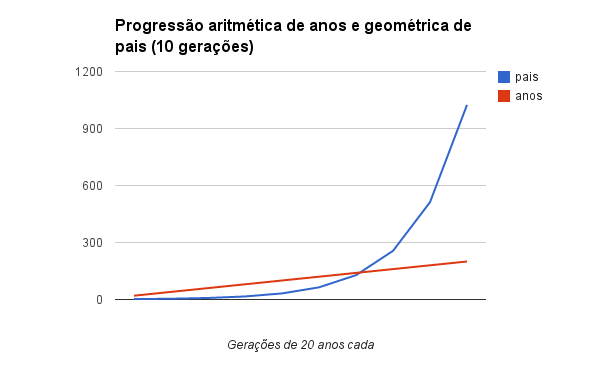 Progressão aritmética de anos e geométrica de
pais (10 gerações)
1200
900
600
300
0
pais
anos
Gerações de 20 anos cada